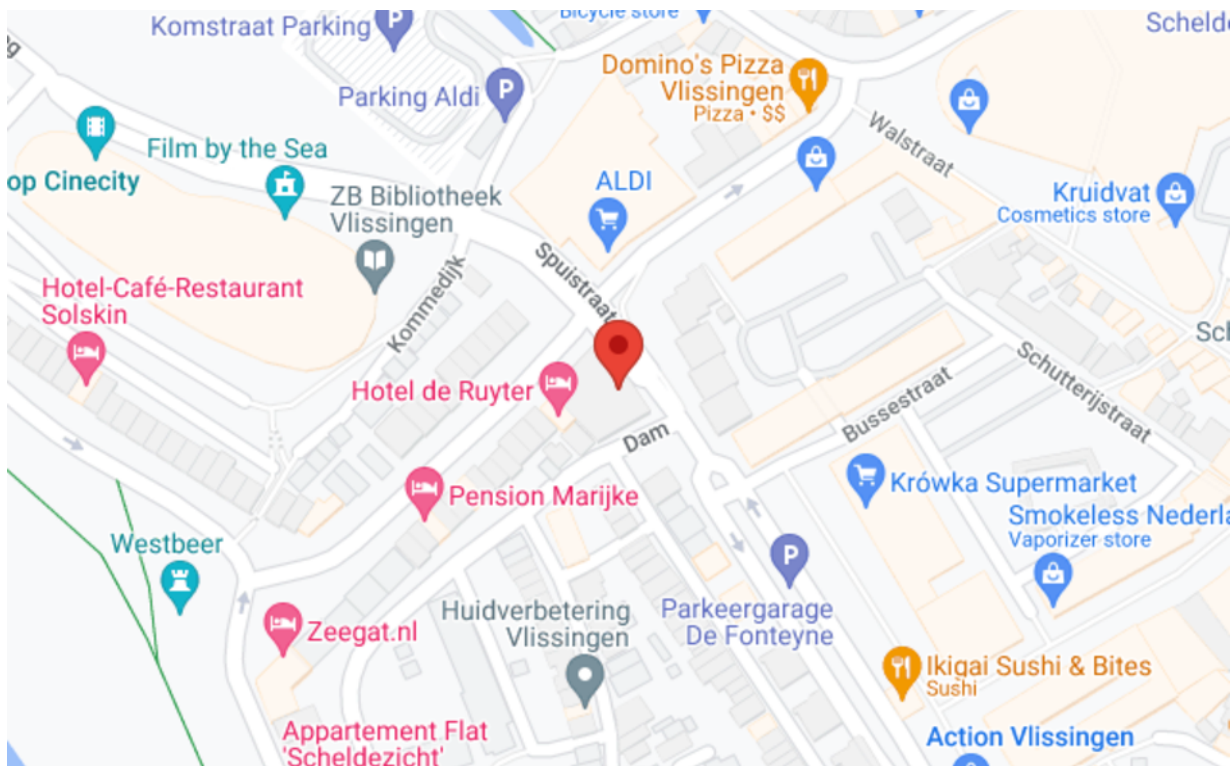 Bicycle store
Komstraat Parking
Schelde
Domino's Pizza
Vlissingen
Pizza • $$
Parking Aldi
Walstraat
Film by the Sea
op Cinecity
ALDI
Kruidvat
Cosmetics store
ZB Bibliotheek
Vlissingen
Spuistraat
Kommedijk
Hotel-Café-Restaurant
Solskin
Sch
Schutterijstraat
Hotel de Ruyter
Bussestraat
Dam
Krówka Supermarket
Pension Marijke
Smokeless Nederla
Vaporizer store
Westbeer
Huidverbetering
Vlissingen
Parkeergarage
De Fonteyne
Zeegat.nl
Ikigai Sushi & Bites
Sushi
Appartement Flat
'Scheldezicht'
Action Vlissingen